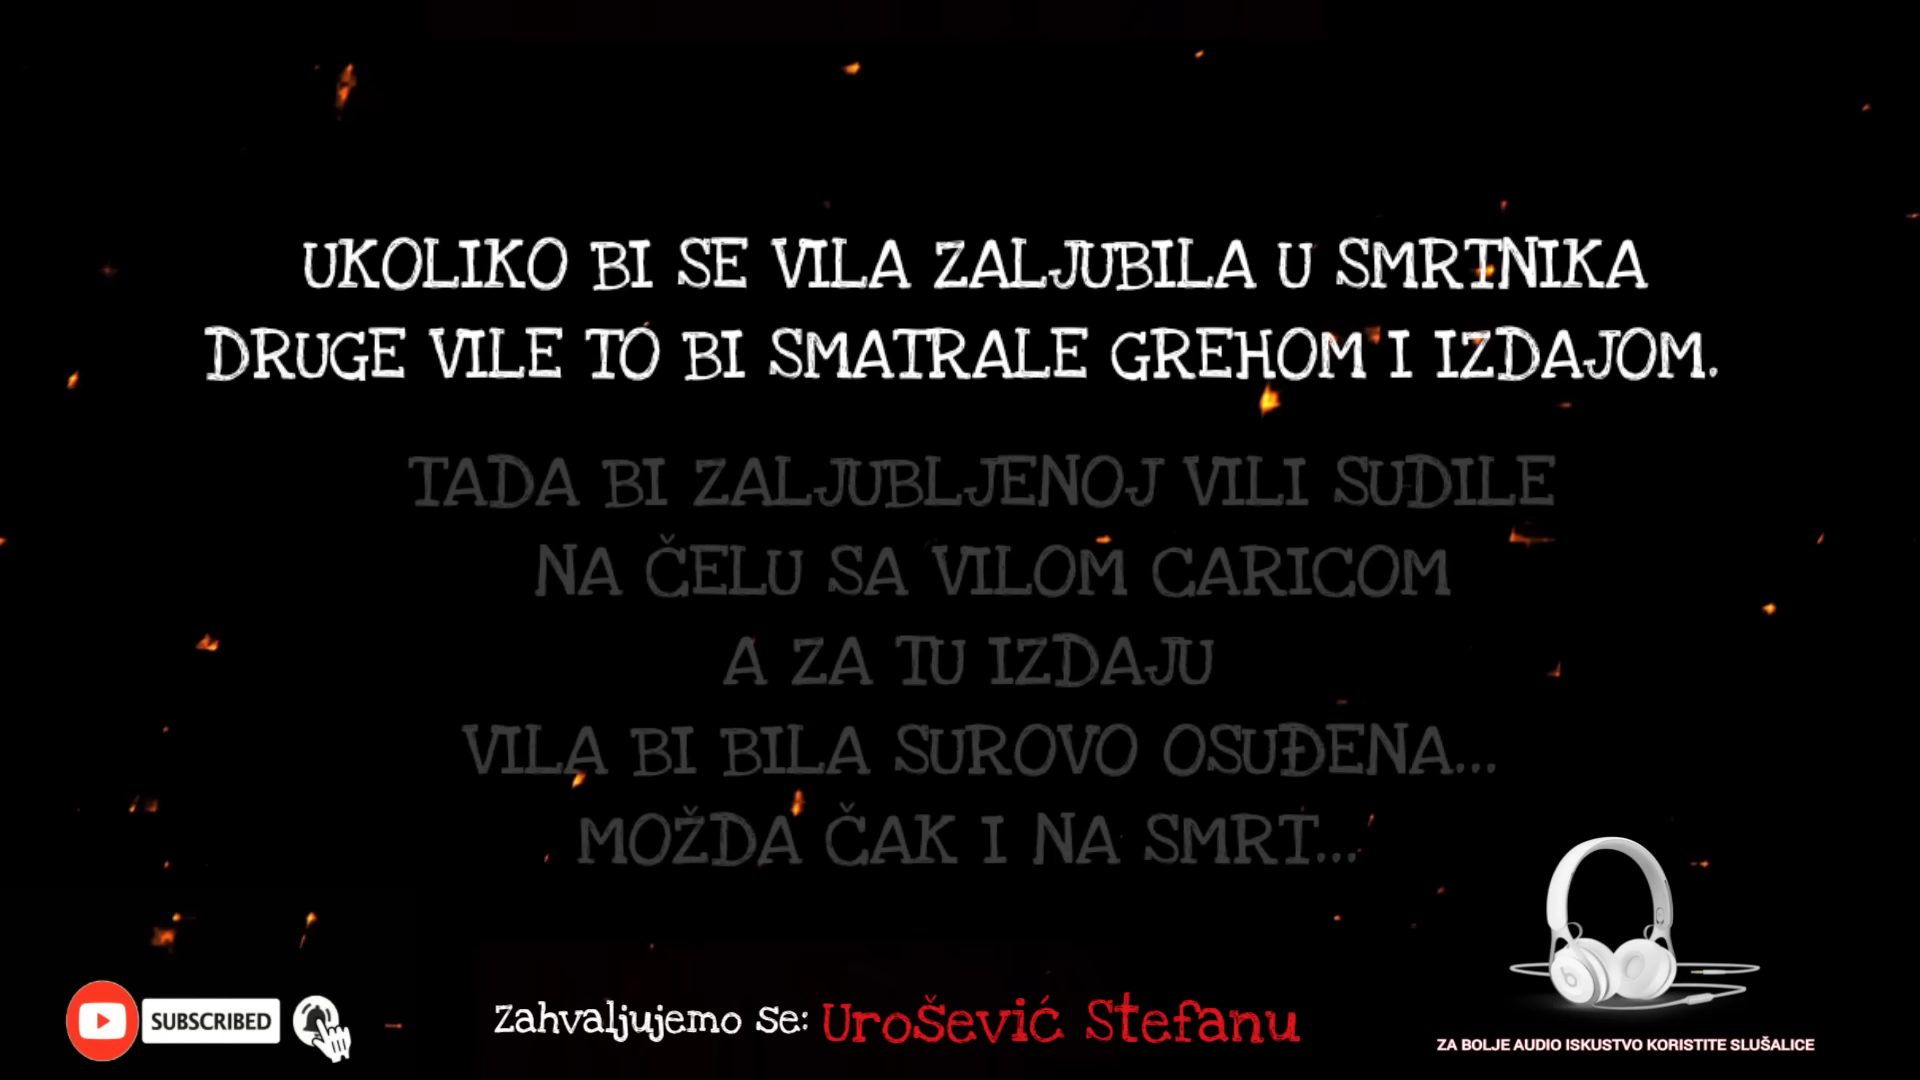 UKOLIKO BI SE VILA ZALJUBILA U SMRTNIKA
DRUGE VILE TO BI SMATRALE GREHOM I IZDAJOM.
TADA BI ZALJUBLJENOJ VILI SUDILE
NA ČELU SA VILOM CARICOM
A ZA TU IZDAJU
VILA BI BILA SUROVO OSUĐENA...
MOŽDA ČAK I NA SMRT...
SUBSCRIBED
Zahvaljujemo se: Urošević Stefanu
ZA BOLJE AUDIO ISKUSTVO KORISTITE SLUŠALICE